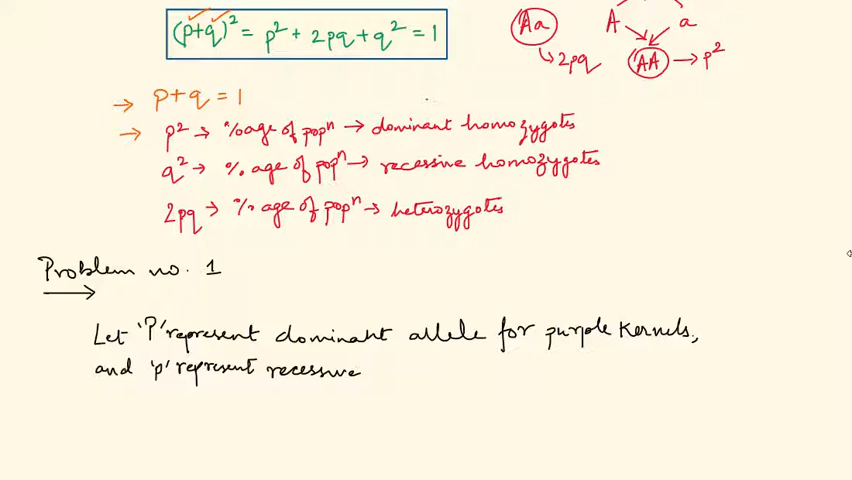 (p+q)² = p² + 2pq + q² = 1
Aa
2pq
A a
AA → p²
→ p+q = 1
→ p² → %age of popⁿ → dominant homozygotes
q² → % age of popⁿ → recessive homozygotes
2pq → % age of popⁿ → heterozygotes
Problem no. 1
Let 'P' represent dominant allele for purple kernels,
and 'p' represent recessive